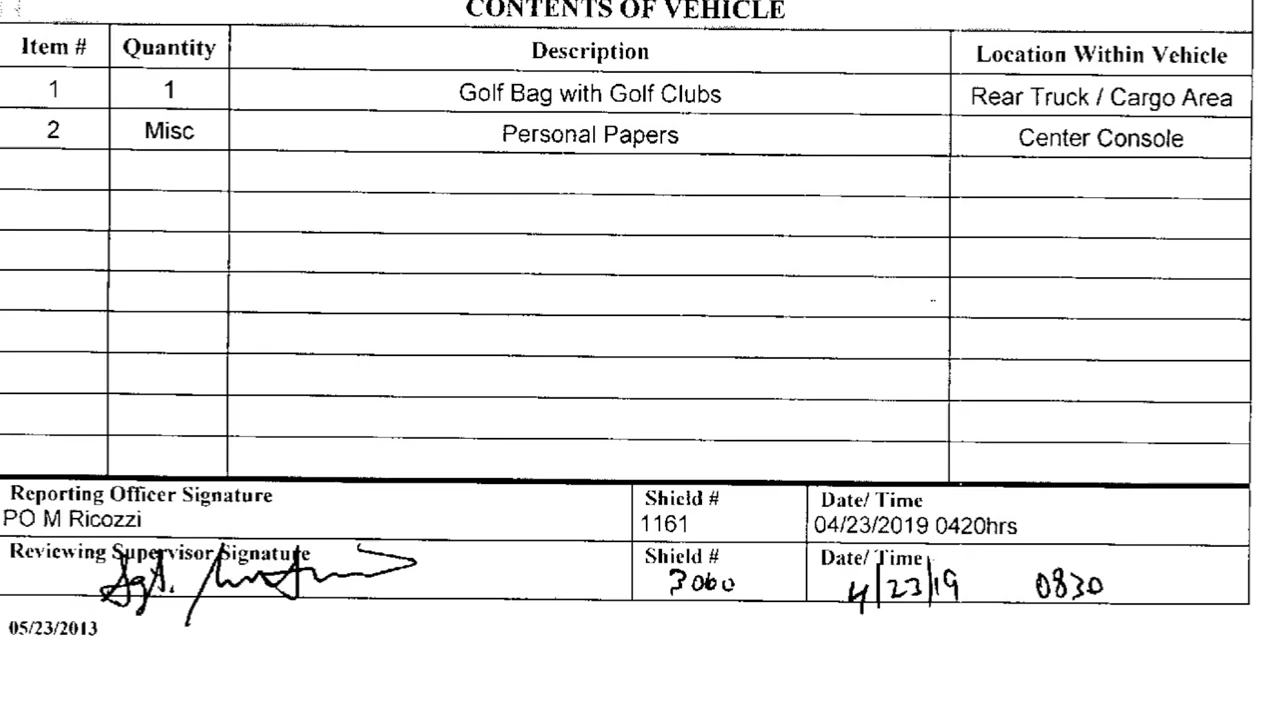 CONTENTS OF VEHICLE
Item # Quantity Description Location Within Vehicle
1 1 Golf Bag with Golf Clubs Rear Truck / Cargo Area
2 Misc Personal Papers Center Console
Reporting Officer Signature Shield # Date/ Time
PO M Ricozzi 1161 04/23/2019 0420hrs
Reviewing Supervisor Signature Shield # Date/ Time
Sgt. 3060 4/23/19 0830
05/23/2013